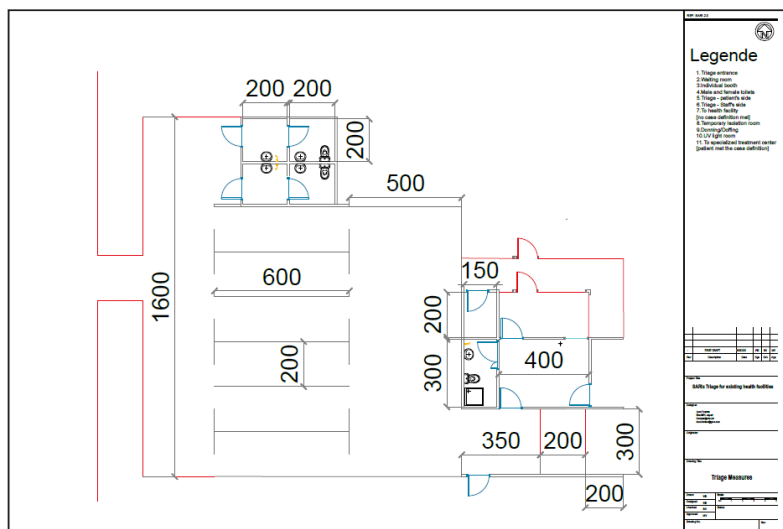 Legende
1. Triage entrance
2.Waiting room
3.Individual booth
4.Male and female toilets
5.Triage - patient's side
6.Triage - Staff's side
7.To health facility
[no case definition met]
8.Temporary isolation room
9.Donning/Doffing
10.UV light room
11.To specialized treatment center
[patient met the case definition]
200
200
200
500
600
1600
200
150
200
300
400
350
200
300
200
SARIs Triage for existing health facilities
Triage Measures